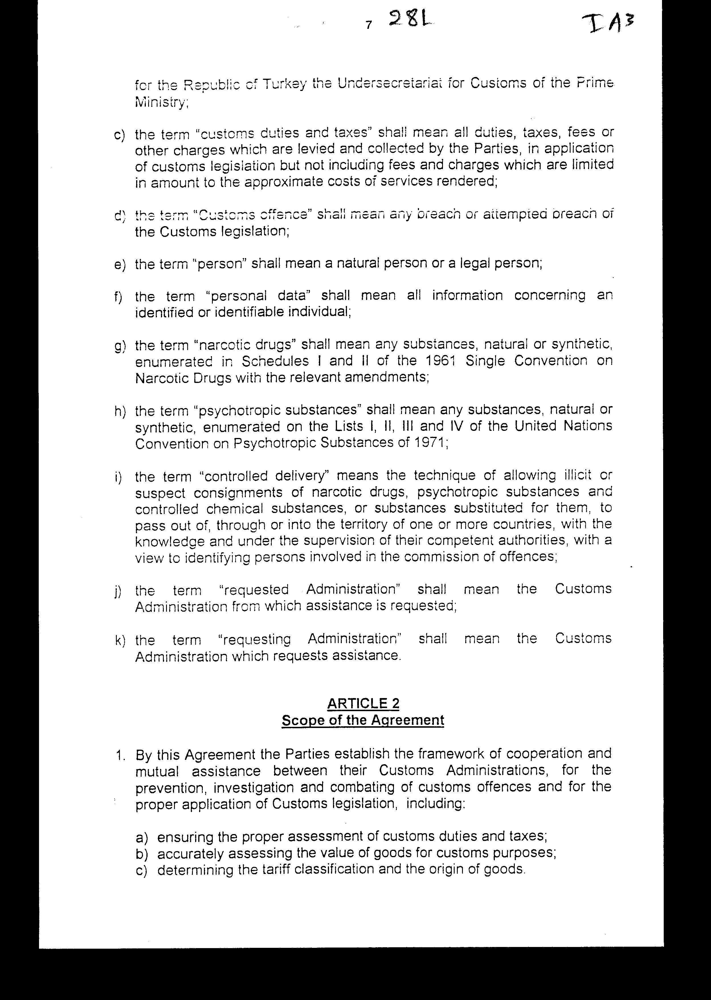 7 28L IA3
for the Republic of Turkey the Undersecretariat for Customs of the Prime
Ministry;
c) the term “customs duties and taxes” shall mean all duties, taxes, fees or
other charges which are levied and collected by the Parties, in application
of customs legislation but not including fees and charges which are limited
in amount to the approximate costs of services rendered;
d) the term “Customs offence” shall mean any breach or attempted breach of
the Customs legislation;
e) the term “person” shall mean a natural person or a legal person;
f) the term “personal data” shall mean all information concerning an
identified or identifiable individual;
g) the term “narcotic drugs” shall mean any substances, natural or synthetic,
enumerated in Schedules I and II of the 1961 Single Convention on
Narcotic Drugs with the relevant amendments;
h) the term “psychotropic substances” shall mean any substances, natural or
synthetic, enumerated on the Lists I, II, III and IV of the United Nations
Convention on Psychotropic Substances of 1971;
i) the term “controlled delivery” means the technique of allowing illicit or
suspect consignments of narcotic drugs, psychotropic substances and
controlled chemical substances, or substances substituted for them, to
pass out of, through or into the territory of one or more countries, with the
knowledge and under the supervision of their competent authorities, with a
view to identifying persons involved in the commission of offences;
j) the term “requested Administration” shall mean the Customs
Administration from which assistance is requested;
k) the term “requesting Administration” shall mean the Customs
Administration which requests assistance.
ARTICLE 2
Scope of the Agreement
1. By this Agreement the Parties establish the framework of cooperation and
mutual assistance between their Customs Administrations, for the
prevention, investigation and combating of customs offences and for the
proper application of Customs legislation, including:
a) ensuring the proper assessment of customs duties and taxes;
b) accurately assessing the value of goods for customs purposes;
c) determining the tariff classification and the origin of goods.